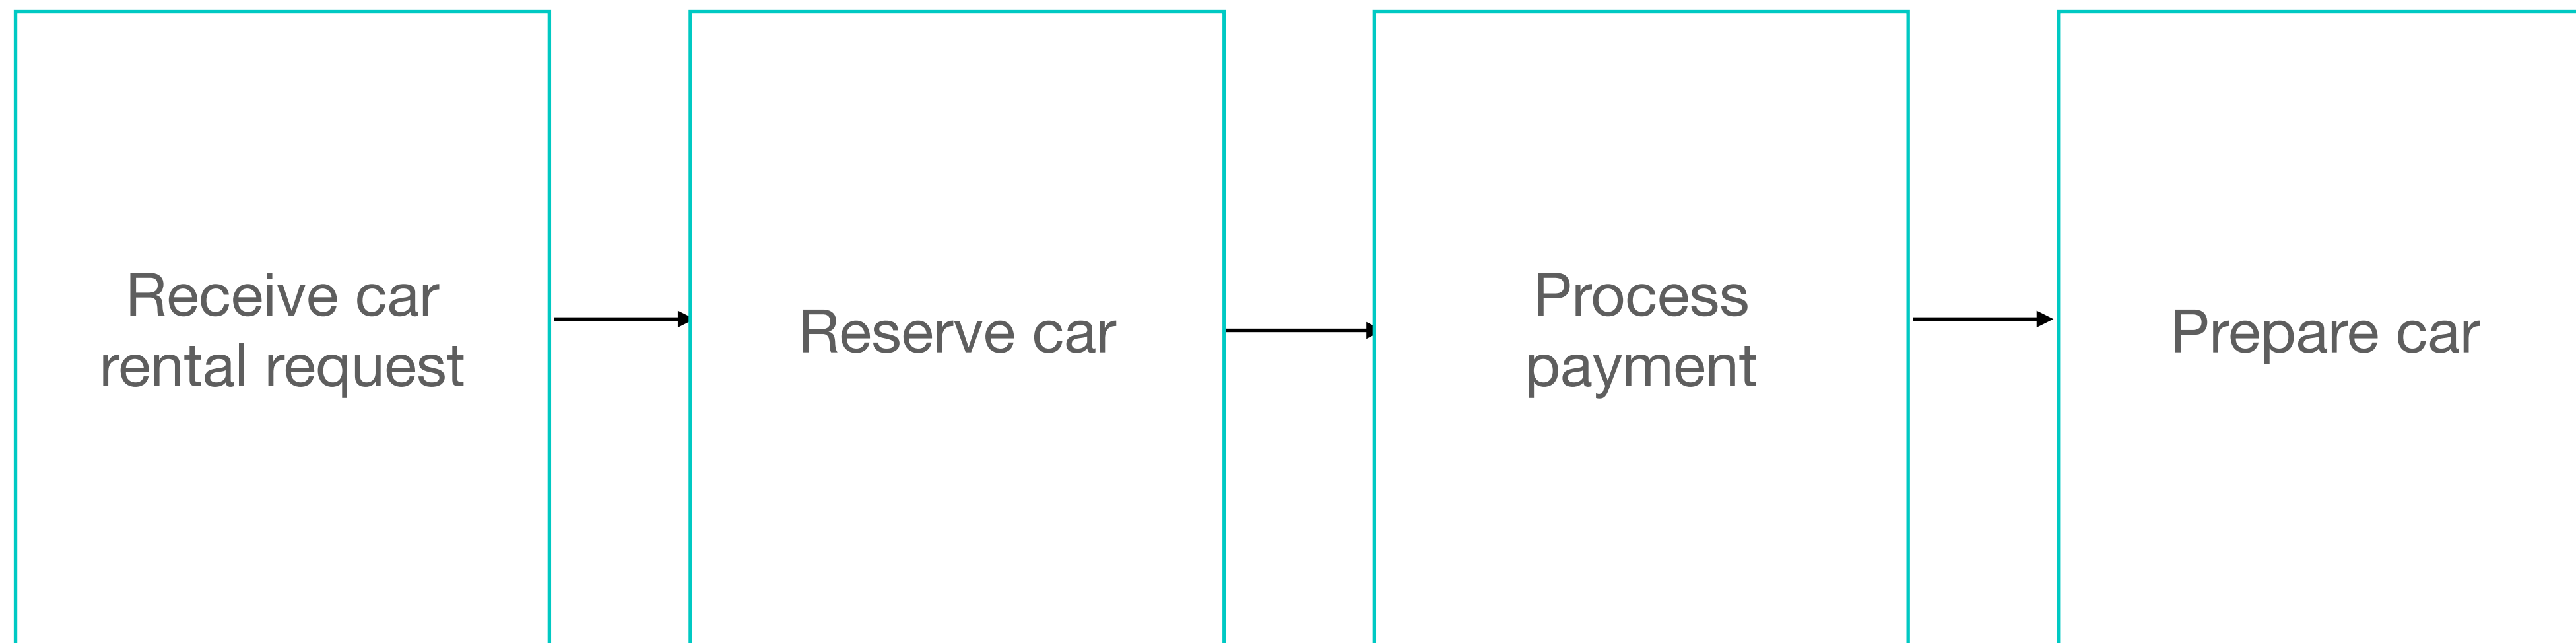 Receive car
rental request
Reserve car
Process
payment
Prepare car